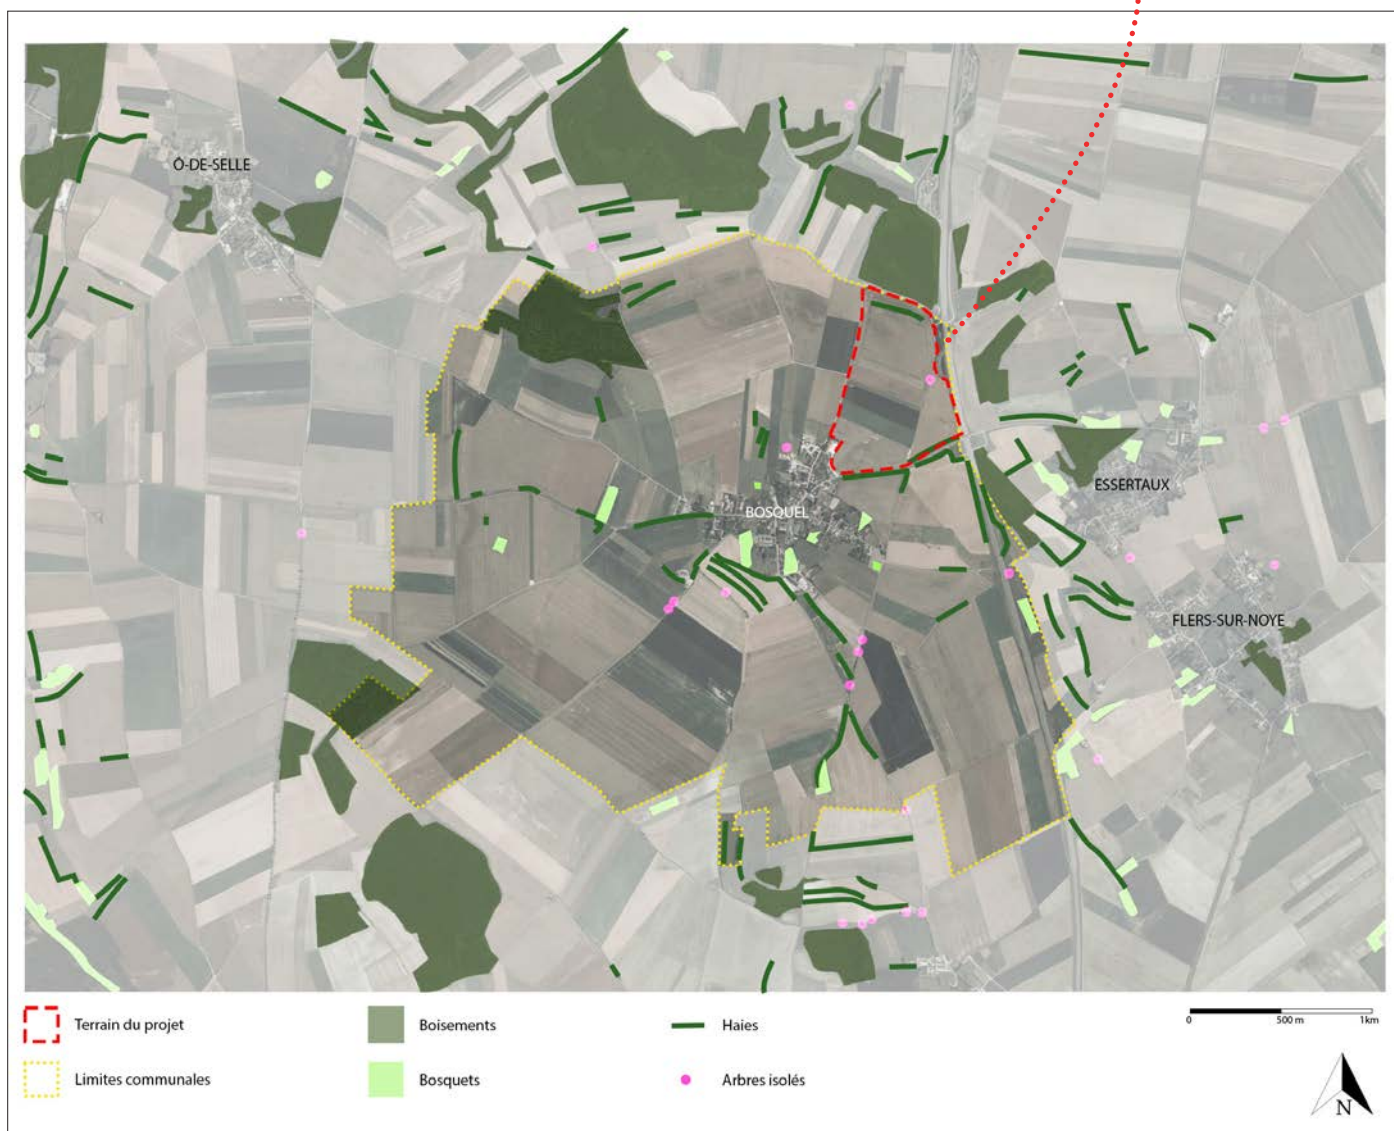 Ô-DE-SELLE
ESSERTAUX
BOSQUEL
FLERS-SUR-NOYE
Terrain du projet
Boisements
Haies
0 500 m 1km
Limites communales
Bosquets
Arbres isolés
N